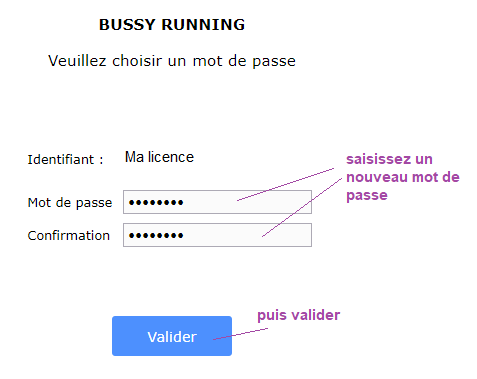 BUSSY RUNNING
Veuillez choisir un mot de passe
Identifiant : Ma licence
saisissez un
nouveau mot de
passe
Mot de passe ••••••••
Confirmation ••••••••
puis valider
Valider